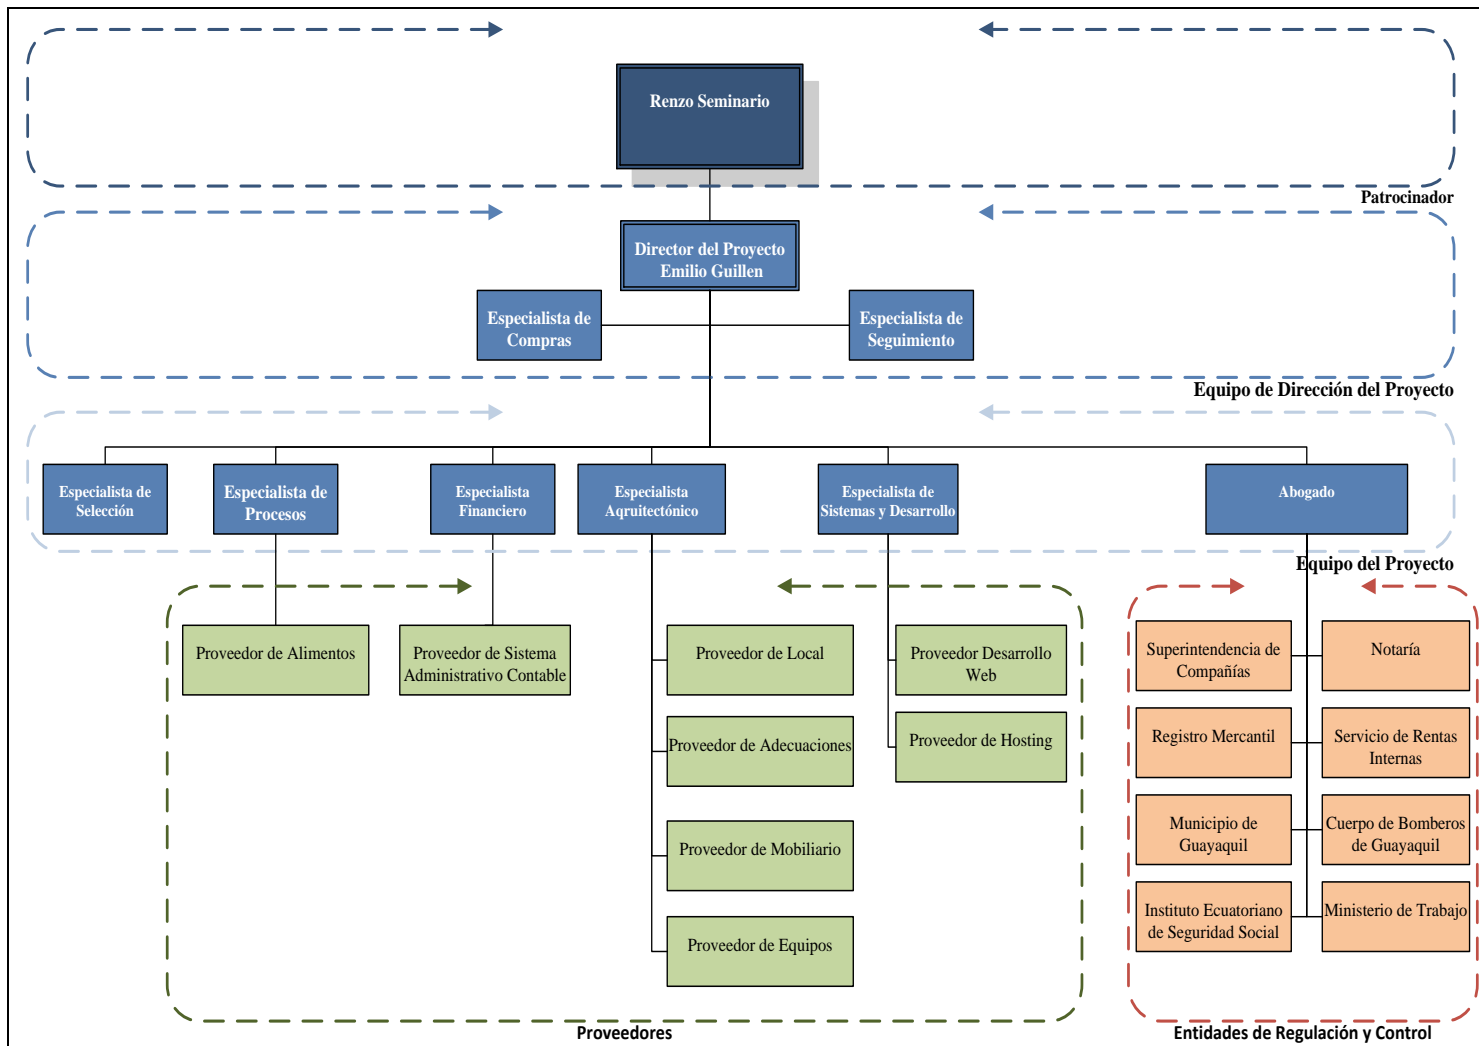 Renzo Seminario
Patrocinador
Director del Proyecto
Emilio Guillen
Especialista de
Compras
Especialista de
Seguimiento
Equipo de Dirección del Proyecto
Especialista de
Selección
Especialista de
Procesos
Especialista
Financiero
Especialista
Aqruitectónico
Especialista de
Sistemas y Desarrollo
Abogado
Equipo del Proyecto
Proveedor de Alimentos
Proveedor de Sistema
Administrativo Contable
Proveedor de Local
Proveedor Desarrollo
Web
Proveedor de Adecuaciones
Proveedor de Hosting
Proveedor de Mobiliario
Proveedor de Equipos
Proveedores
Superintendencia de
Compañías
Notaría
Registro Mercantil
Servicio de Rentas
Internas
Municipio de
Guayaquil
Cuerpo de Bomberos
de Guayaquil
Instituto Ecuatoriano
de Seguridad Social
Ministerio de Trabajo
Entidades de Regulación y Control